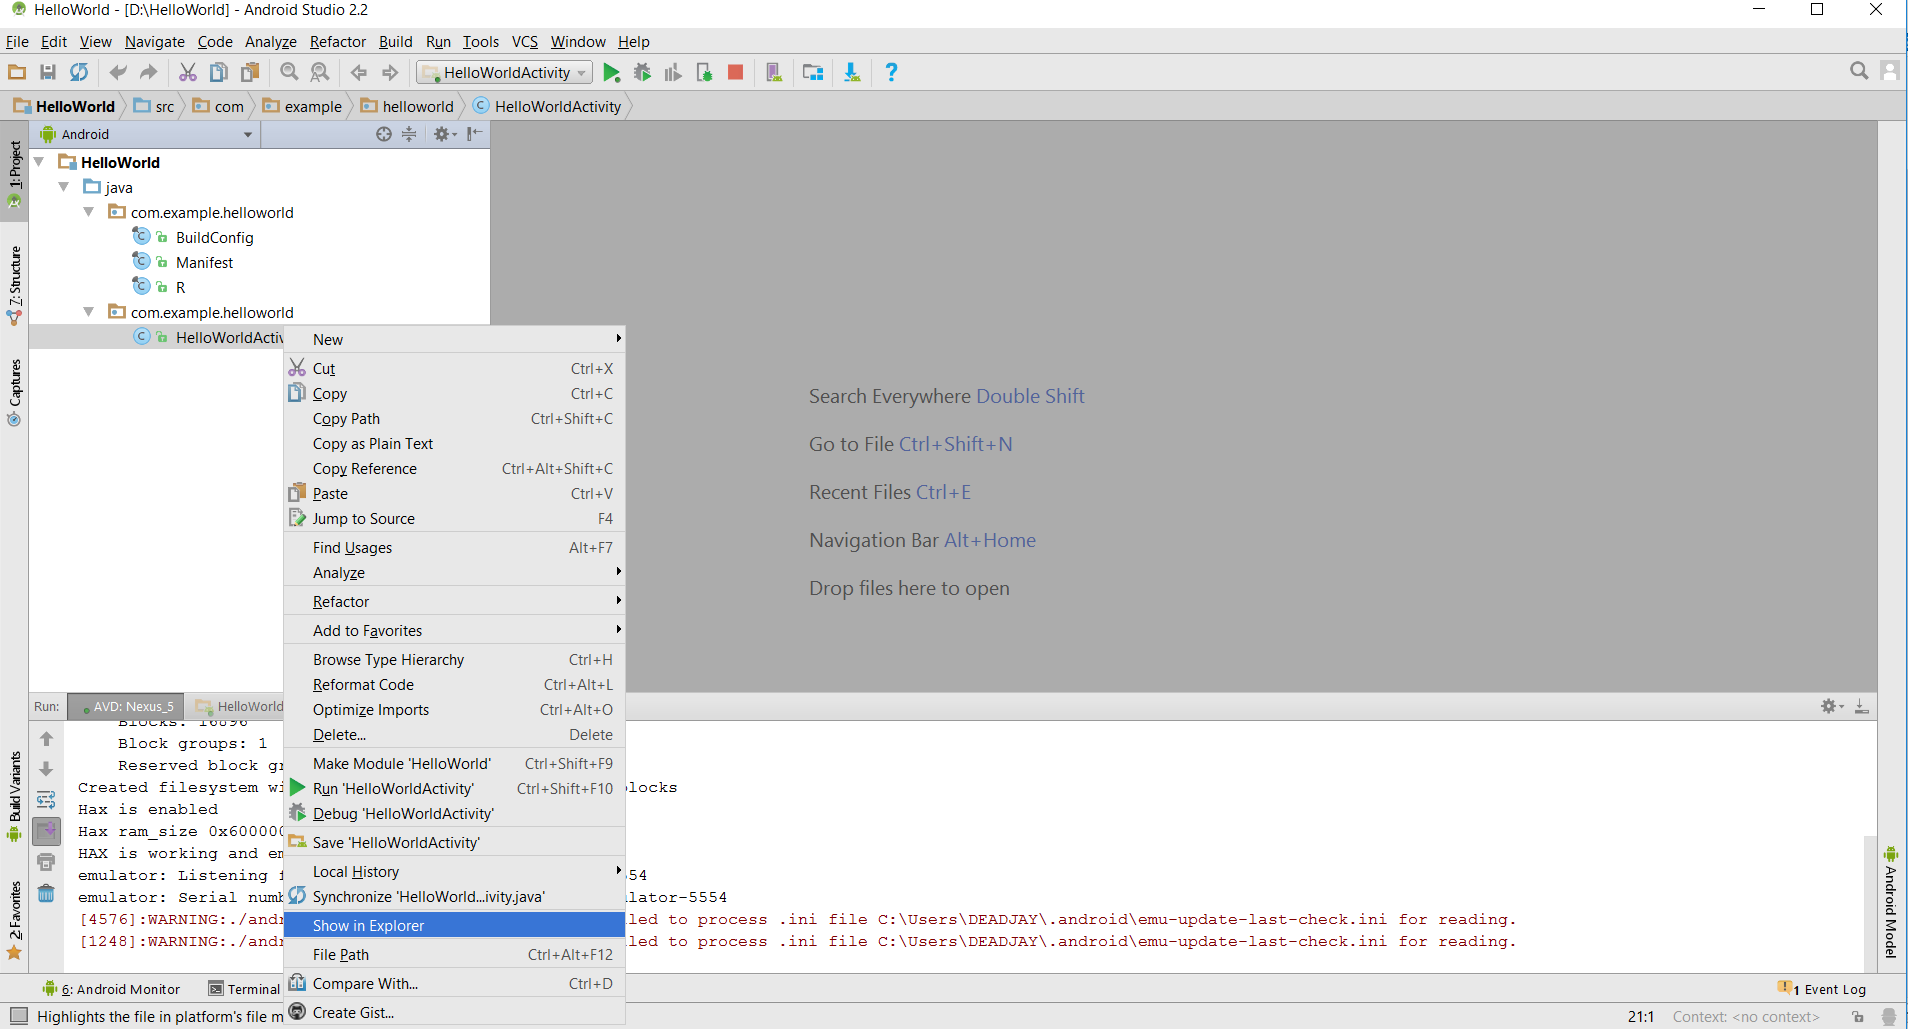 HelloWorld - [D:\HelloWorld] - Android Studio 2.2
File Edit View Navigate Code Analyze Refactor Build Run Tools VCS Window Help
HelloWorldActivity
HelloWorld src com example helloworld HelloWorldActivity
Android
1: Project
HelloWorld
java
com.example.helloworld
BuildConfig
Manifest
R
com.example.helloworld
HelloWorldActiv
7: Structure
Captures
Build Variants
2: Favorites
New
Cut Ctrl+X
Copy Ctrl+C
Copy Path Ctrl+Shift+C
Copy as Plain Text
Copy Reference Ctrl+Alt+Shift+C
Paste Ctrl+V
Jump to Source F4
Find Usages Alt+F7
Analyze
Refactor
Add to Favorites
Browse Type Hierarchy Ctrl+H
Reformat Code Ctrl+Alt+L
Optimize Imports Ctrl+Alt+O
Delete... Delete
Make Module 'HelloWorld' Ctrl+Shift+F9
Run 'HelloWorldActivity' Ctrl+Shift+F10
Debug 'HelloWorldActivity'
Save 'HelloWorldActivity'
Local History
Synchronize 'HelloWorld...ivity.java'
Show in Explorer
File Path Ctrl+Alt+F12
Compare With... Ctrl+D
Create Gist...
Search Everywhere Double Shift
Go to File Ctrl+Shift+N
Recent Files Ctrl+E
Navigation Bar Alt+Home
Drop files here to open
Run: AVD: Nexus_5 HelloWorld
Blocks: 16896
Block groups: 1
Reserved block gr
Created filesystem wi locks
Hax is enabled
Hax ram_size 0x600000
HAX is working and em
emulator: Listening f 54
emulator: Serial numb lator-5554
[4576]:WARNING:./andr led to process .ini file C:\Users\DEADJAY\.android\emu-update-last-check.ini for reading.
[1248]:WARNING:./andr led to process .ini file C:\Users\DEADJAY\.android\emu-update-last-check.ini for reading.
Android Model
6: Android Monitor Terminal 1 Event Log
Highlights the file in platform's file m 21:1 Context: <no context>